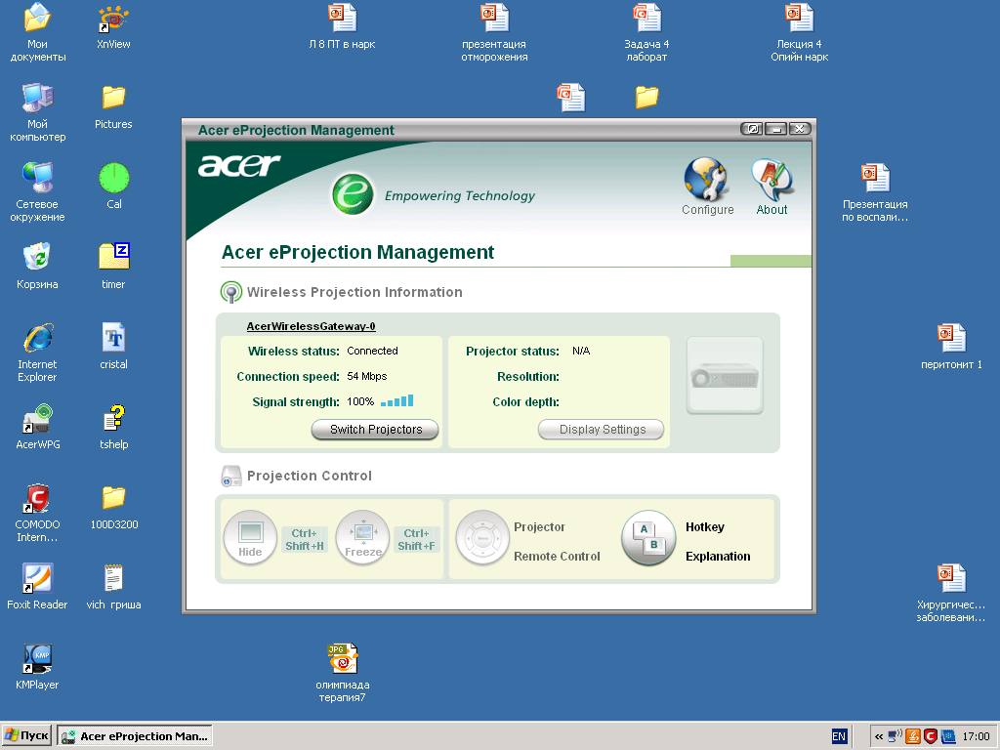 Мои
документы
XnView
Л 8 ПТ в нарк
презентация
отморожения
Задача 4
лаборат
Лекция 4
Опийн нарк
Мой
компьютер
Pictures
Сетевое
окружение
Cal
Корзина
timer
Internet
Explorer
cristal
AcerWPG
tshelp
COMODO
Intern...
100D3200
Foxit Reader
vich гриша
KMPlayer
Acer eProjection Management
acer
e
Empowering Technology
Configure
About
Acer eProjection Management
Wireless Projection Information
AcerWirelessGateway-0
Wireless status: Connected
Connection speed: 54 Mbps
Signal strength: 100%
Switch Projectors
Projector status: N/A
Resolution:
Color depth:
Display Settings
Projection Control
Hide
Ctrl+
Shift+H
Freeze
Ctrl+
Shift+F
Projector
Remote Control
A
B
Hotkey
Explanation
Презентация
по воспали...
перитонит 1
Хирургичес...
заболевани...
JPG
олимпиада
терапия7
Пуск
Acer eProjection Man...
EN
«
17:00